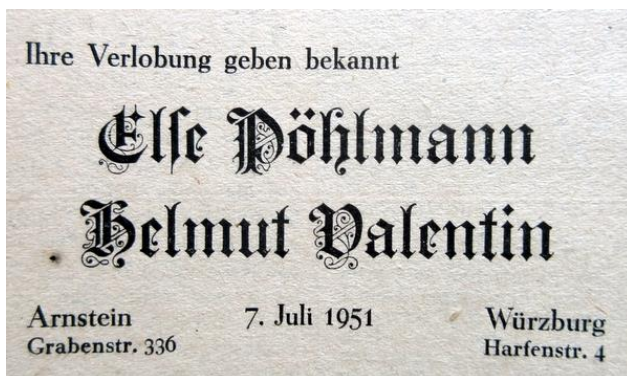 Ihre Verlobung geben bekannt
Elſe Pöhlmann
Helmut Valentin
Arnstein 7. Juli 1951 Würzburg
Grabenstr. 336 Harfenstr. 4